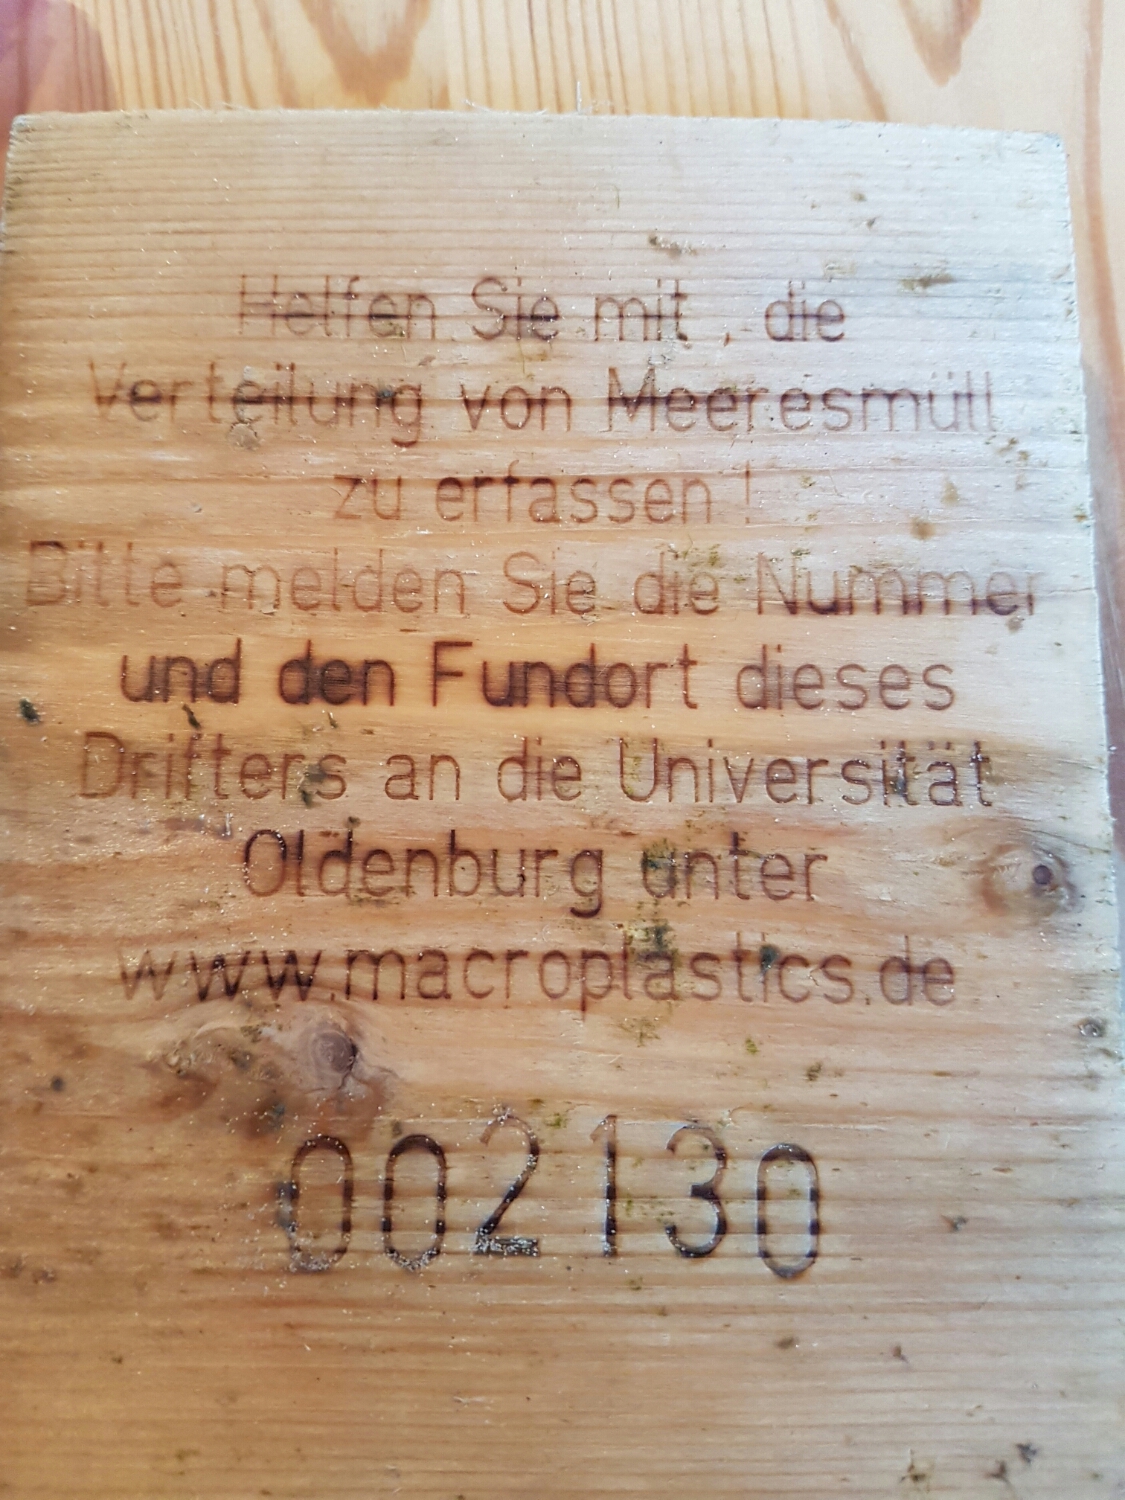 Helfen Sie mit , die
Verteilung von Meeresmüll
zu erfassen !
Bitte melden Sie die Nummer
und den Fundort dieses
Drifters an die Universität
Oldenburg unter
www.macroplastics.de
002130